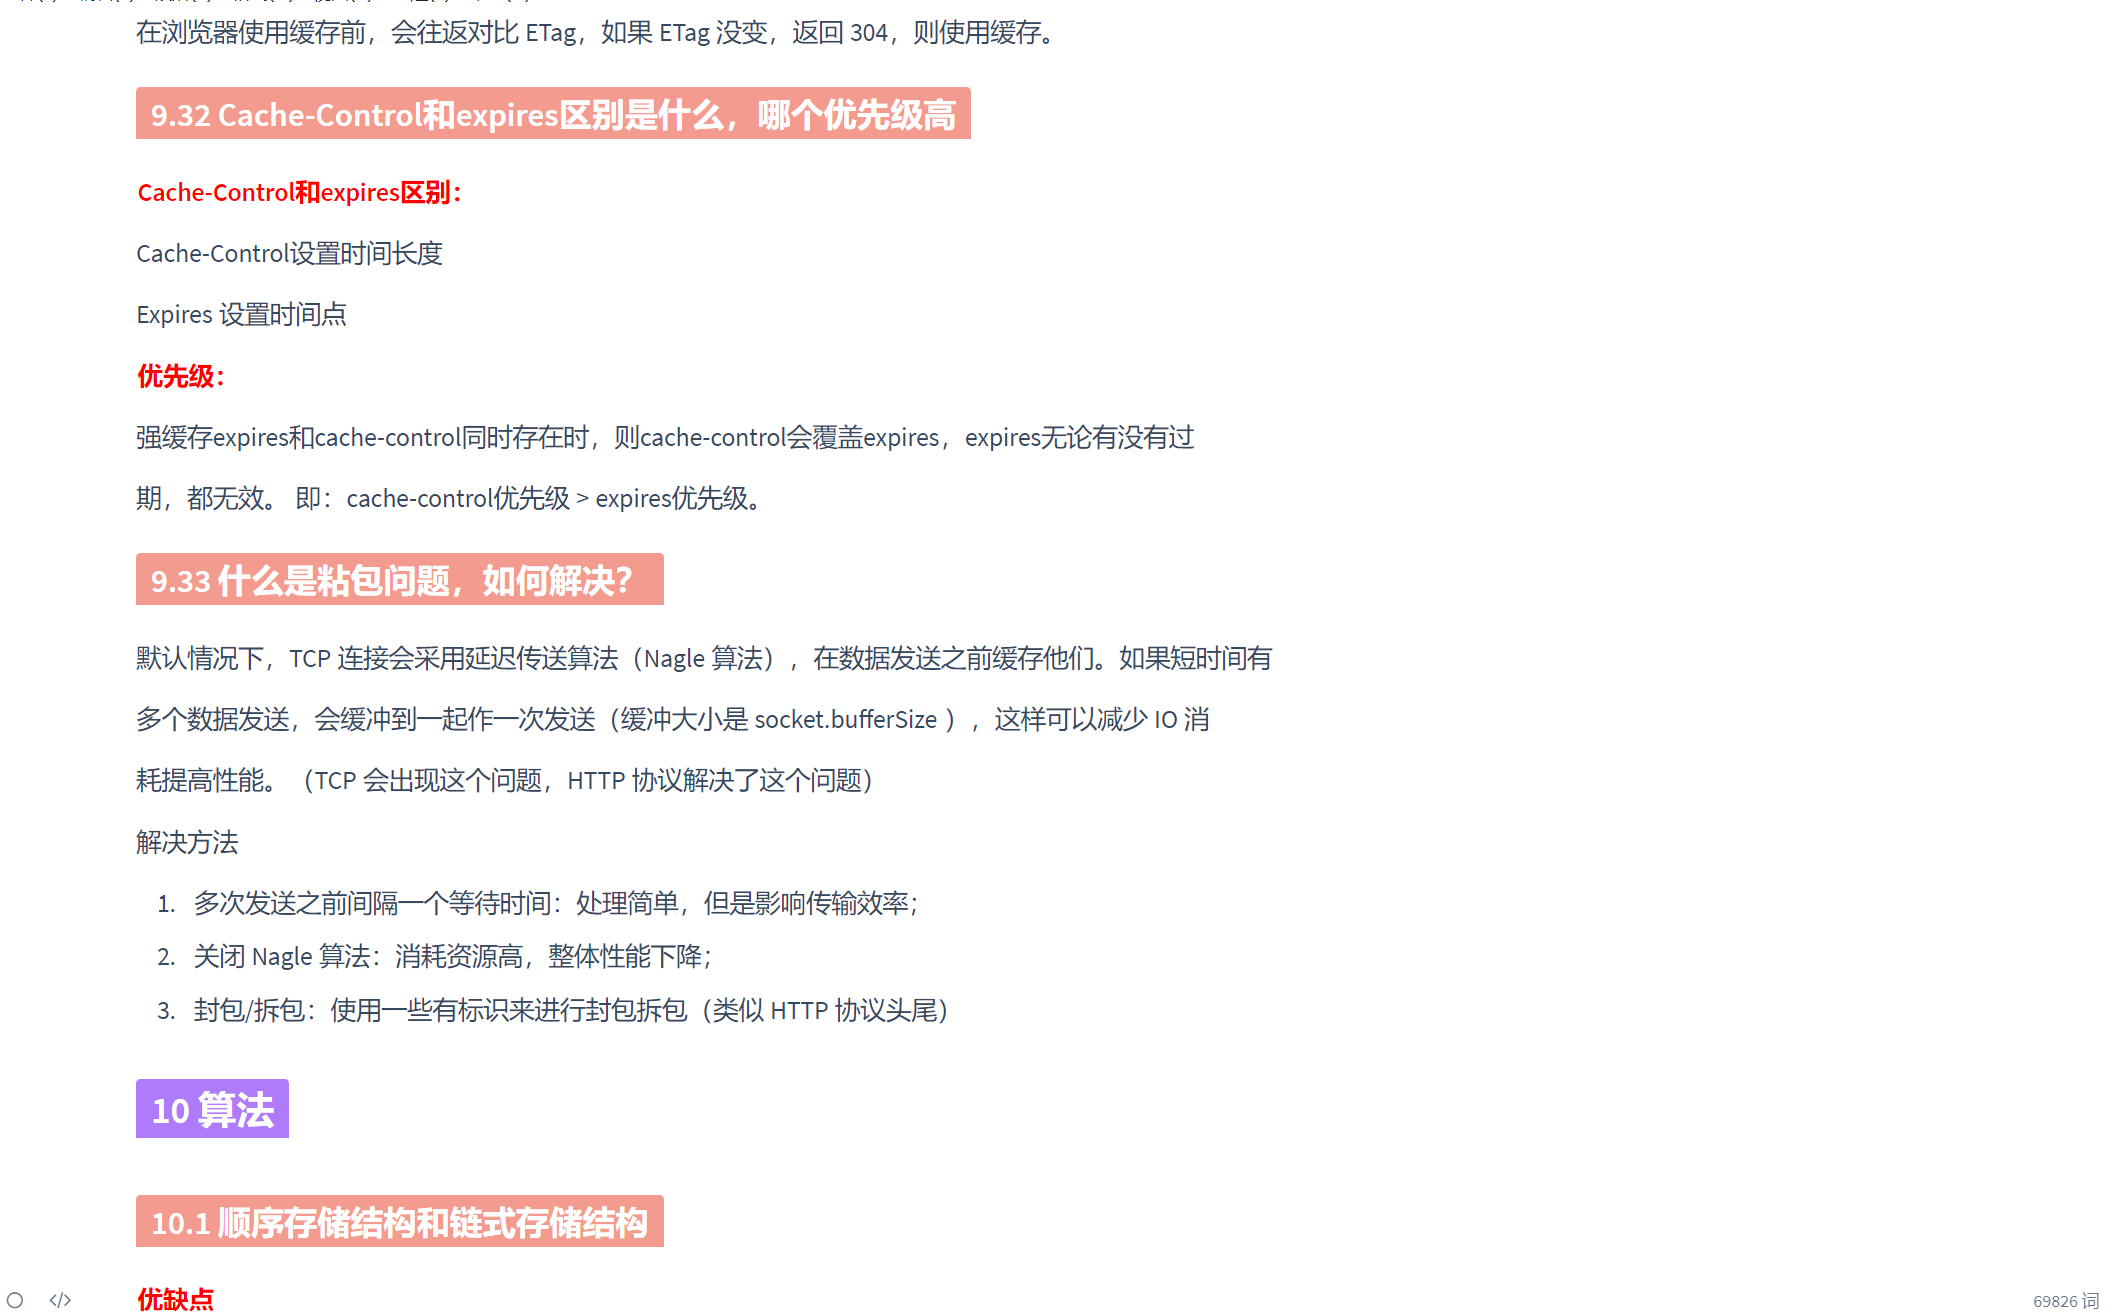 在浏览器使用缓存前，会往返对比 ETag，如果 ETag 没变，返回 304，则使用缓存。
9.32 Cache-Control和expires区别是什么，哪个优先级高
Cache-Control和expires区别：
Cache-Control设置时间长度
Expires 设置时间点
优先级：
强缓存expires和cache-control同时存在时，则cache-control会覆盖expires，expires无论有没有过
期，都无效。 即：cache-control优先级 > expires优先级。
9.33 什么是粘包问题，如何解决？
默认情况下，TCP 连接会采用延迟传送算法（Nagle 算法），在数据发送之前缓存他们。如果短时间有
多个数据发送，会缓冲到一起作一次发送（缓冲大小是 socket.bufferSize ），这样可以减少 IO 消
耗提高性能。（TCP 会出现这个问题，HTTP 协议解决了这个问题）
解决方法
1. 多次发送之前间隔一个等待时间：处理简单，但是影响传输效率；
2. 关闭 Nagle 算法：消耗资源高，整体性能下降；
3. 封包/拆包：使用一些有标识来进行封包拆包（类似 HTTP 协议头尾）
10 算法
10.1 顺序存储结构和链式存储结构
优缺点
</> 69826 词